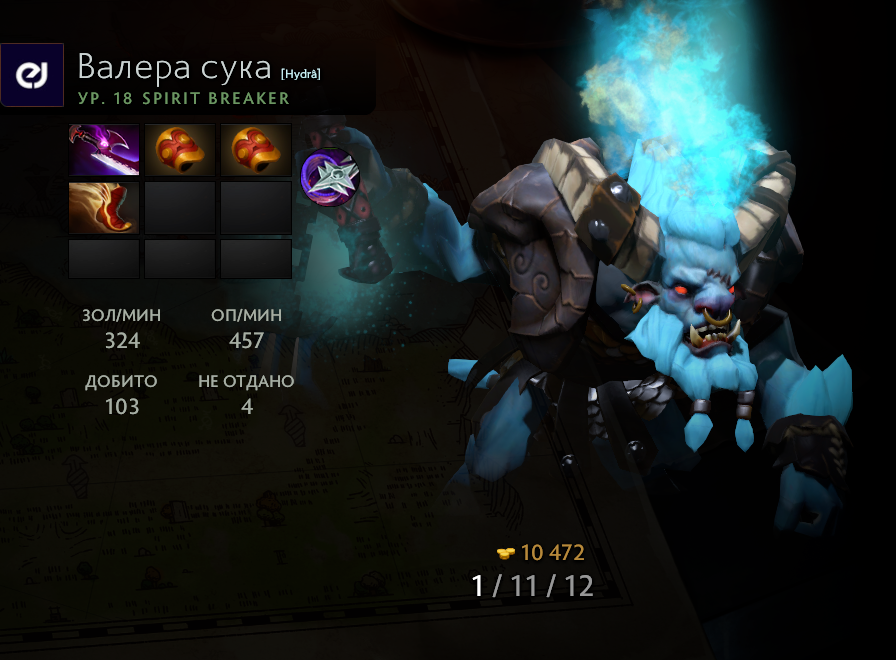 ej
Валера сука [Hydrâ]
УР. 18 SPIRIT BREAKER
ЗОЛ/МИН ОП/МИН
324 457
ДОБИТО НЕ ОТДАНО
103 4
10 472
1 / 11 / 12